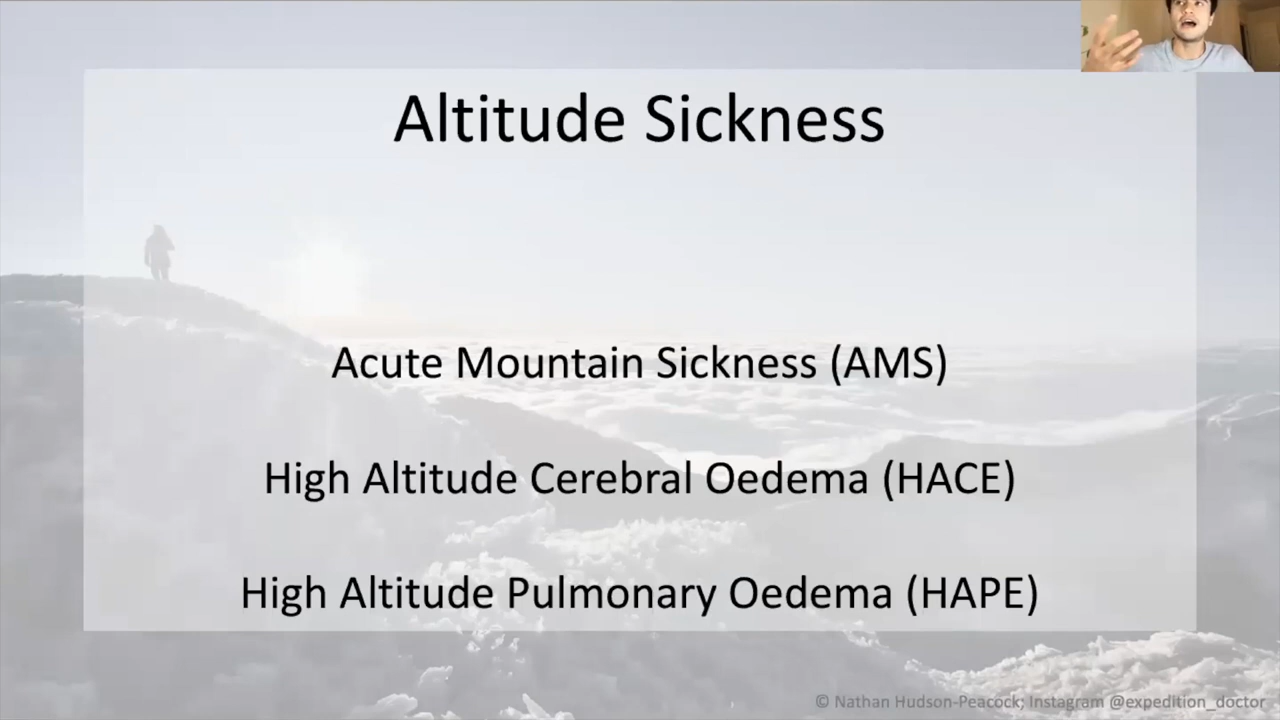 Altitude Sickness
Acute Mountain Sickness (AMS)
High Altitude Cerebral Oedema (HACE)
High Altitude Pulmonary Oedema (HAPE)
© Nathan Hudson-Peacock; Instagram @expedition_doctor